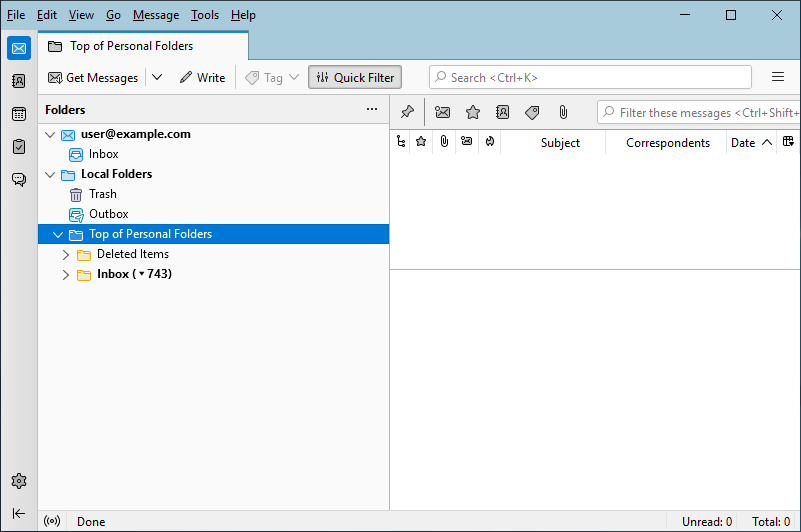 File Edit View Go Message Tools Help
Top of Personal Folders
Get Messages Write Tag Quick Filter Search <Ctrl+K>
Folders
Filter these messages <Ctrl+Shift+
user@example.com
Subject Correspondents Date
Inbox
Local Folders
Trash
Outbox
Top of Personal Folders
Deleted Items
Inbox (▾743)
Done Unread: 0 Total: 0